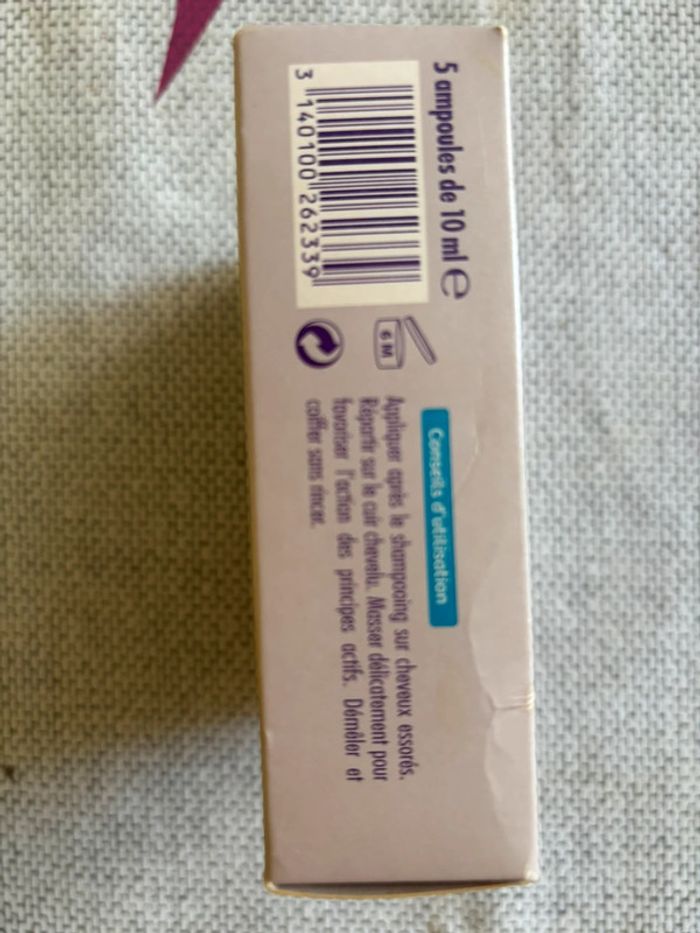 5 ampoules de 10 ml ℮
3 140100 262339
6 M
Conseils d'utilisation
Appliquer après le shampooing sur cheveux essorés.
Répartir sur le cuir chevelu. Masser délicatement pour
favoriser l'action des principes actifs. Démêler et
coiffer sans rincer.